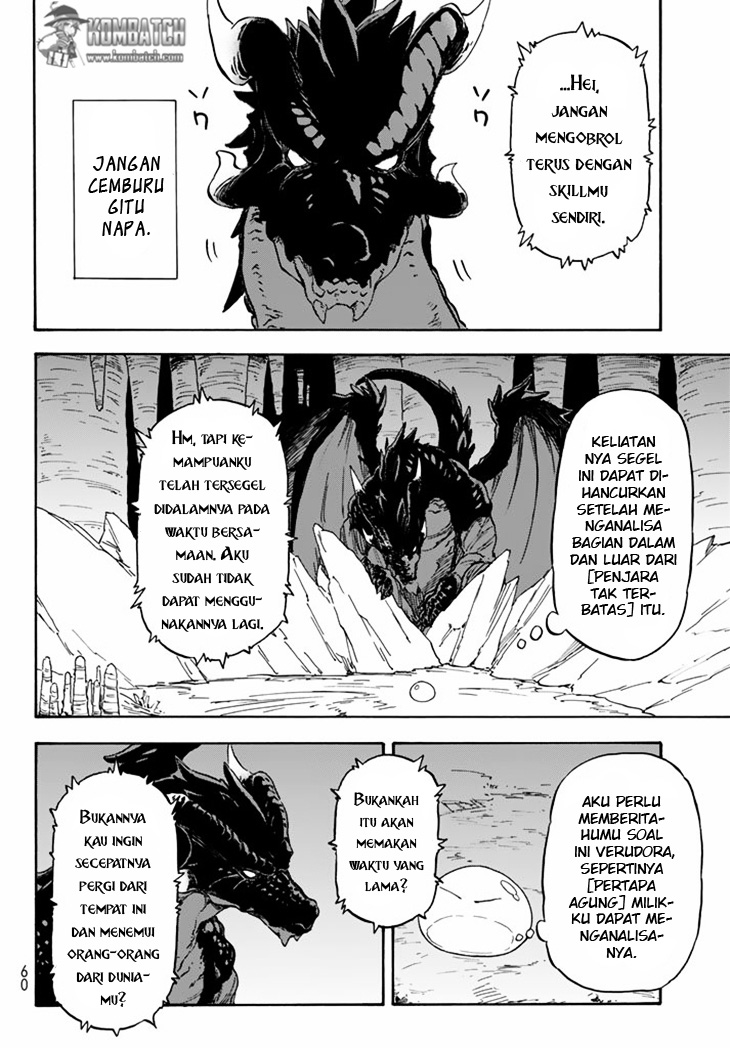 KOMBATCH
www.kombatch.com
...Hei,
jangan
mengobrol
terus dengan
skillmu
sendiri.
ワ
ワ
JANGAN
CEMBURU
GITU
NAPA.
KELIATAN
NYA SEGEL
INI DAPAT DI-
HANCURKAN
SETELAH ME-
NGANALISA
BAGIAN DALAM
DAN LUAR DARI
[PENJARA
TAK TER-
BATAS] ITU.
Hm, tapi ke-
mampuanku
telah tersegel
didalamnya pada
waktu bersa-
maan. Aku
sudah tidak
dapat menggu-
nakannya lagi.
AKU PERLU
MEMBERITA-
HUMU SOAL
INI VERUDORA,
SEPERTINYA
[PERTAPA
AGUNG] MILIK-
KU DAPAT ME-
NGANALISA-
NYA.
Bukankah
itu akan
memakan
waktu yang
lama?
Bukannya
kau ingin
secepatnya
pergi dari
tempat ini
dan menemui
orang-orang
dari dunia-
mu?
60